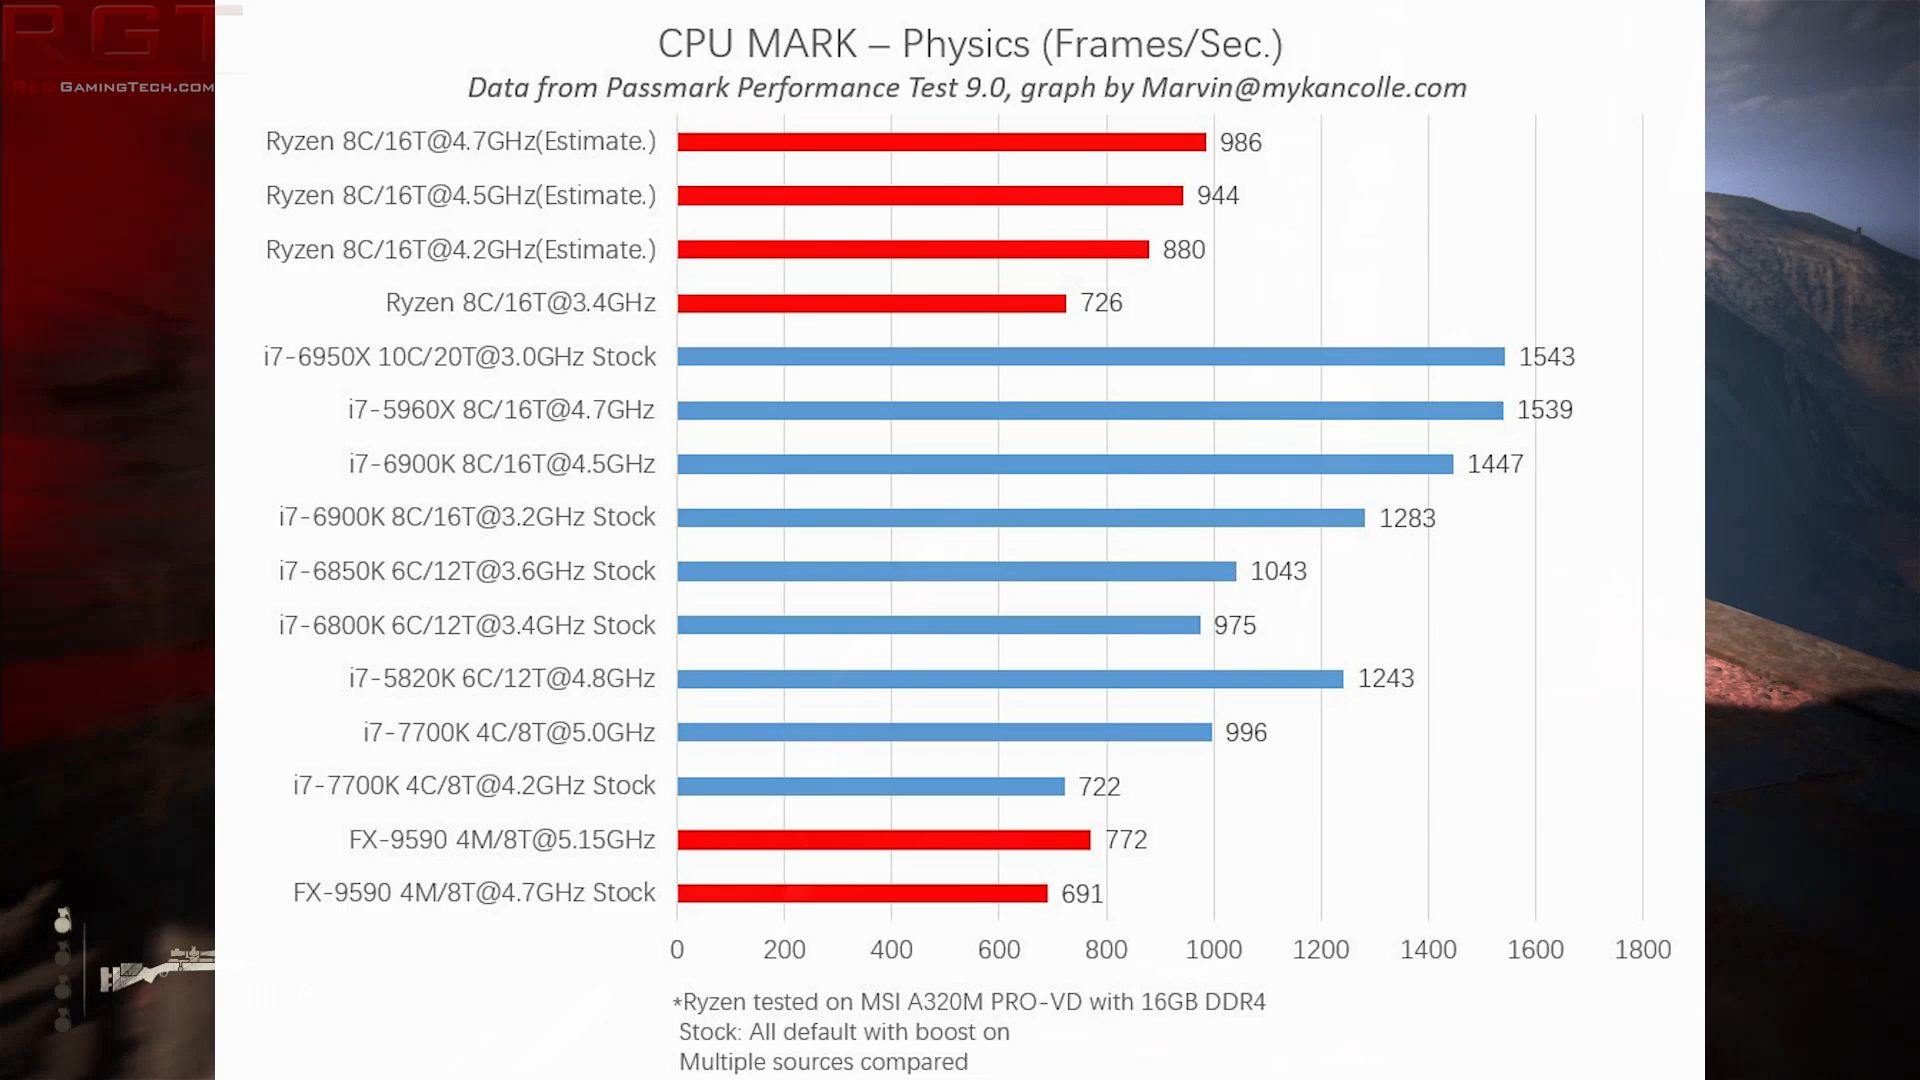 RGT
REDGAMINGTECH.COM
CPU MARK – Physics (Frames/Sec.)
Data from Passmark Performance Test 9.0, graph by Marvin@mykancolle.com
Ryzen 8C/16T@4.7GHz(Estimate.) 986
Ryzen 8C/16T@4.5GHz(Estimate.) 944
Ryzen 8C/16T@4.2GHz(Estimate.) 880
Ryzen 8C/16T@3.4GHz 726
i7-6950X 10C/20T@3.0GHz Stock 1543
i7-5960X 8C/16T@4.7GHz 1539
i7-6900K 8C/16T@4.5GHz 1447
i7-6900K 8C/16T@3.2GHz Stock 1283
i7-6850K 6C/12T@3.6GHz Stock 1043
i7-6800K 6C/12T@3.4GHz Stock 975
i7-5820K 6C/12T@4.8GHz 1243
i7-7700K 4C/8T@5.0GHz 996
i7-7700K 4C/8T@4.2GHz Stock 722
FX-9590 4M/8T@5.15GHz 772
FX-9590 4M/8T@4.7GHz Stock 691
0 200 400 600 800 1000 1200 1400 1600 1800
*Ryzen tested on MSI A320M PRO-VD with 16GB DDR4
Stock: All default with boost on
Multiple sources compared